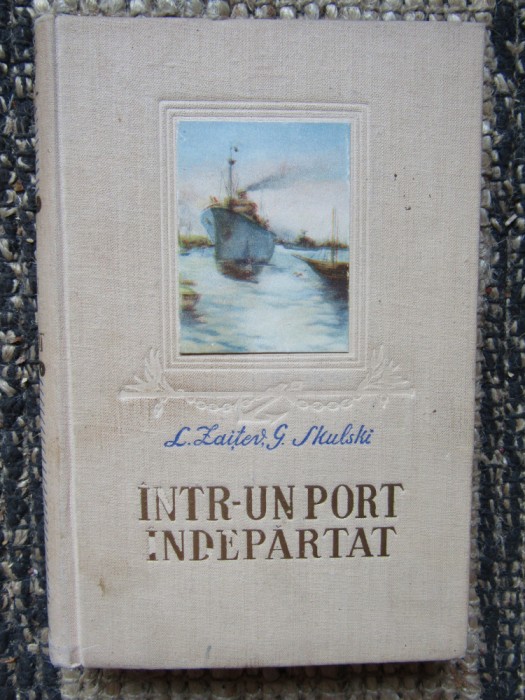 L. Zaițev, G. Skulski
ÎNTR-UN PORT
ÎNDEPĂRTAT